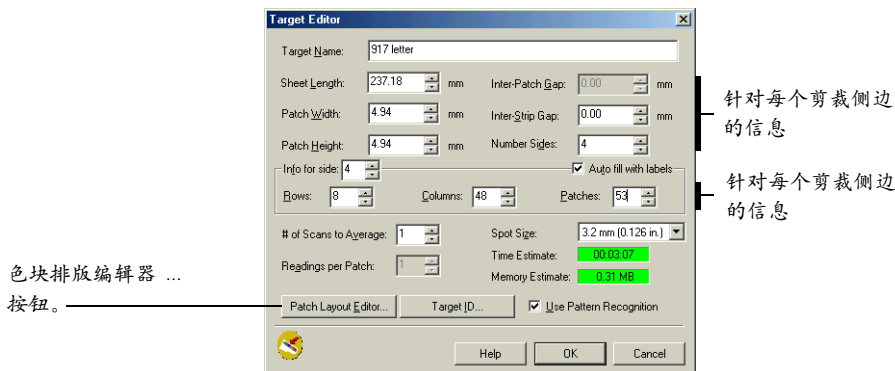 Target Editor
Target Name: 917 letter
Sheet Length: 237.18 mm Inter-Patch Gap: 0.00 mm
Patch Width: 4.94 mm Inter-Strip Gap: 0.00 mm
Patch Height: 4.94 mm Number Sides: 4
针对每个剪裁侧边
的信息
Info for side: 4 Auto fill with labels
Rows: 8 Columns: 48 Patches: 53
针对每个剪裁侧边
的信息
# of Scans to Average: 1 Spot Size: 3.2 mm (0.126 in.)
Time Estimate: 00:03:07
Readings per Patch: 1
Memory Estimate: 0.31 MB
色块排版编辑器 ...
按钮。
Patch Layout Editor... Target ID... Use Pattern Recognition
Help OK Cancel